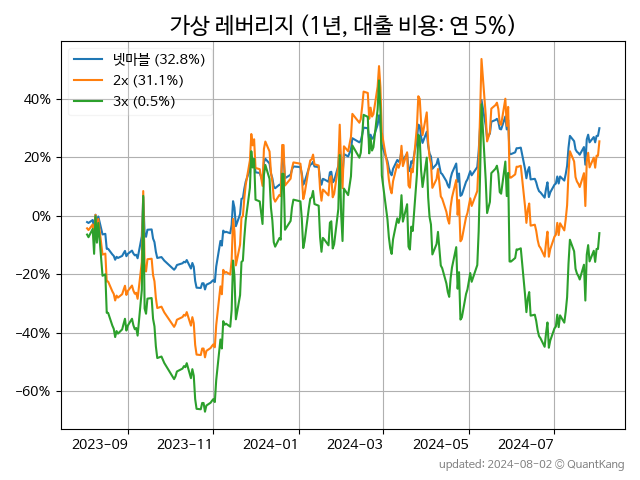 가상 레버리지 (1년, 대출 비용: 연 5%)
넷마블 (32.8%)
2x (31.1%)
3x (0.5%)
40%
20%
0%
−20%
−40%
−60%
2023-09 2023-11 2024-01 2024-03 2024-05 2024-07
updated: 2024-08-02 © QuantKang